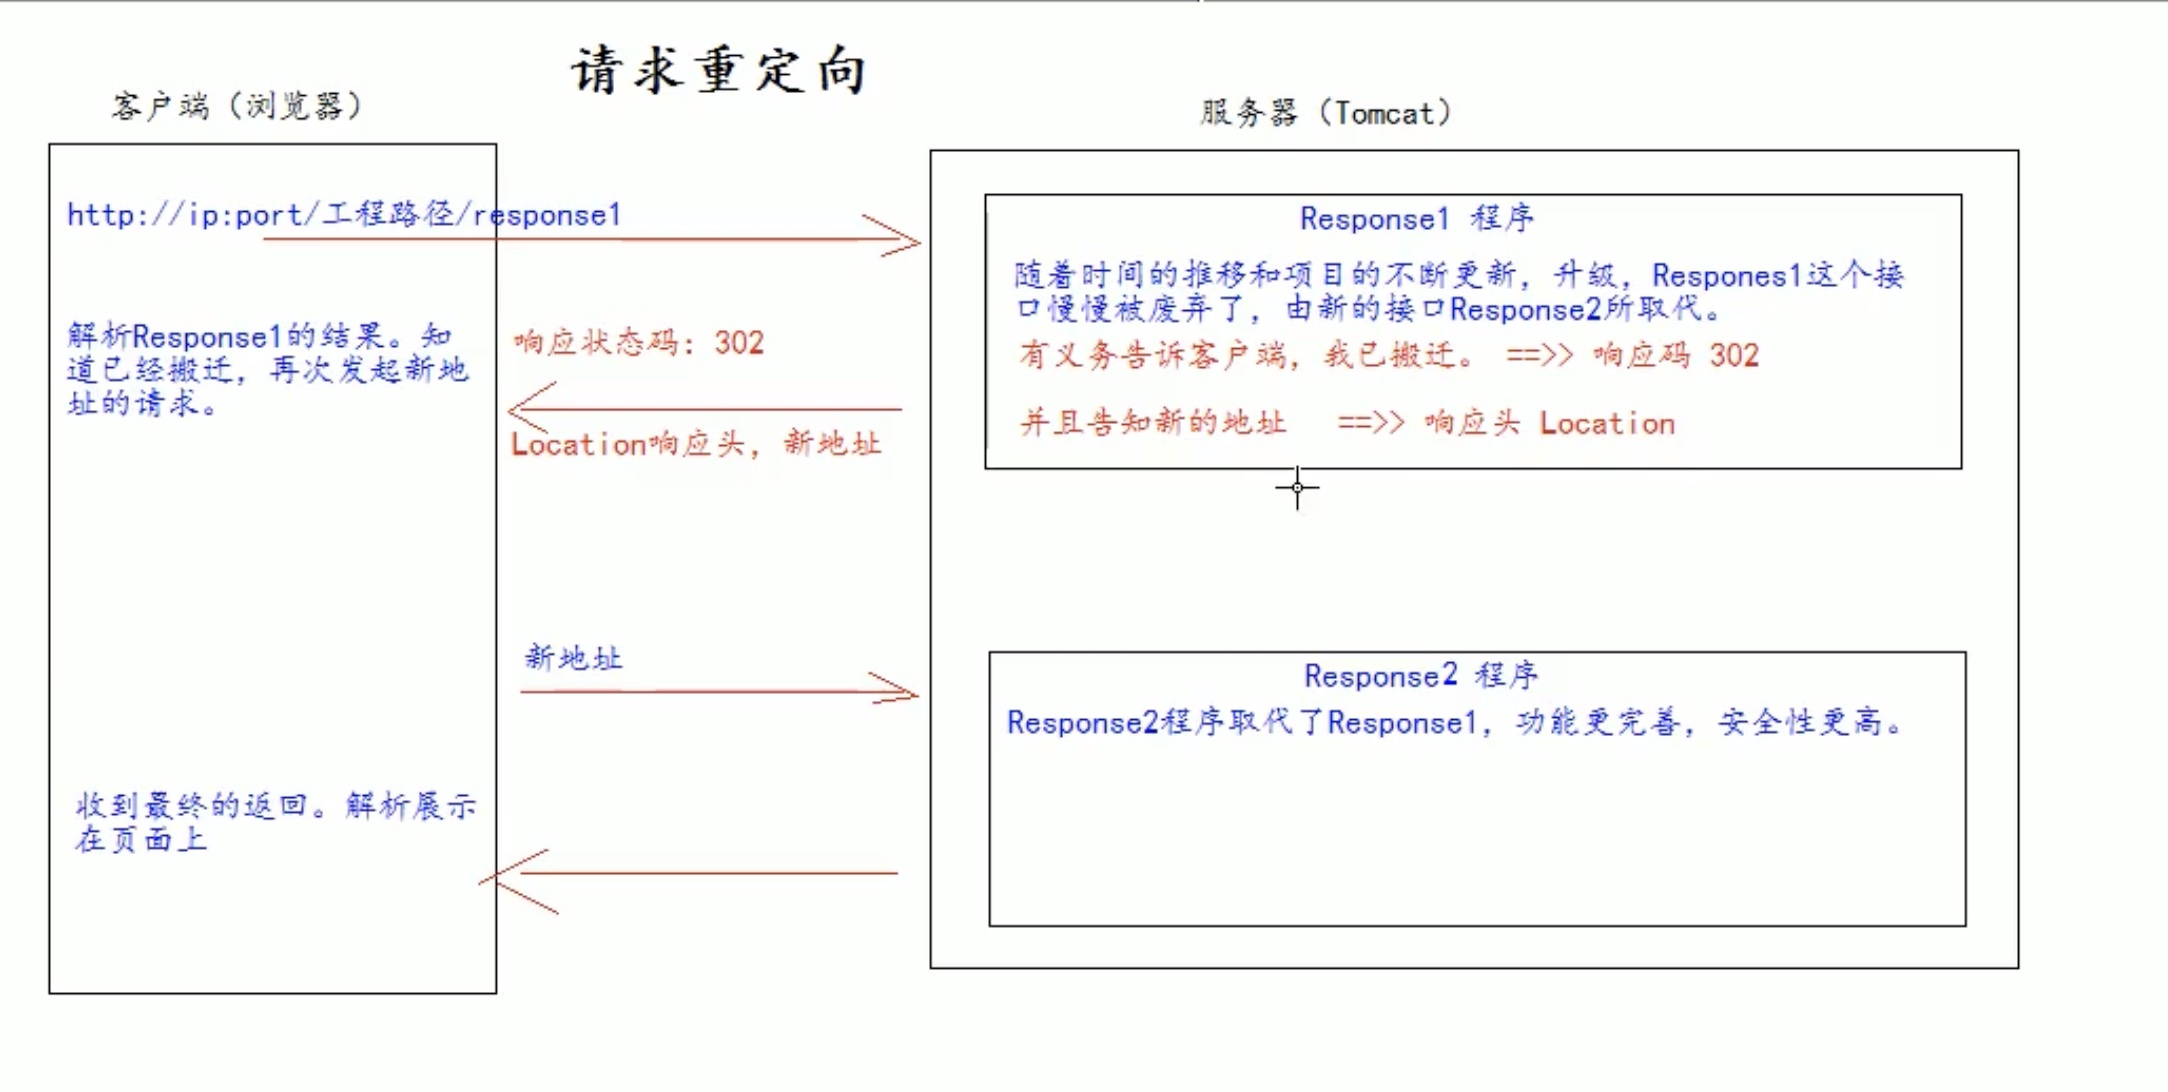 请求重定向
客户端（浏览器）
服务器（Tomcat）
http://ip:port/工程路径/response1
Response1 程序
随着时间的推移和项目的不断更新，升级，Respones1这个接
口慢慢被废弃了，由新的接口Response2所取代。
有义务告诉客户端，我已搬迁。 ==>> 响应码 302
并且告知新的地址 ==>> 响应头 Location
响应状态码：302
Location响应头，新地址
解析Response1的结果。知
道已经搬迁，再次发起新地
址的请求。
新地址
Response2 程序
Response2程序取代了Response1，功能更完善，安全性更高。
收到最终的返回。解析展示
在页面上